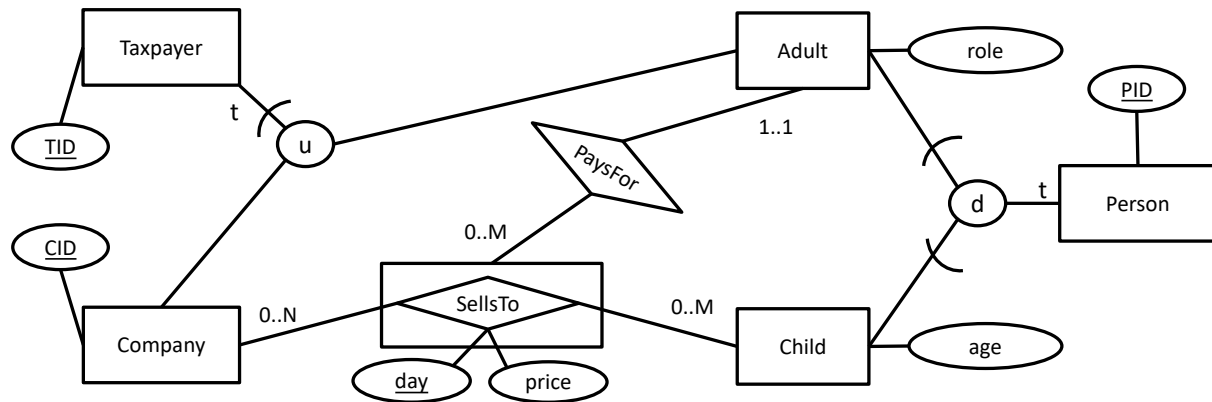 Taxpayer
Adult
role
PID
t
TID
u
PaysFor
1..1
d
t
Person
CID
0..M
0..N
SellsTo
0..M
Company
Child
age
day
price